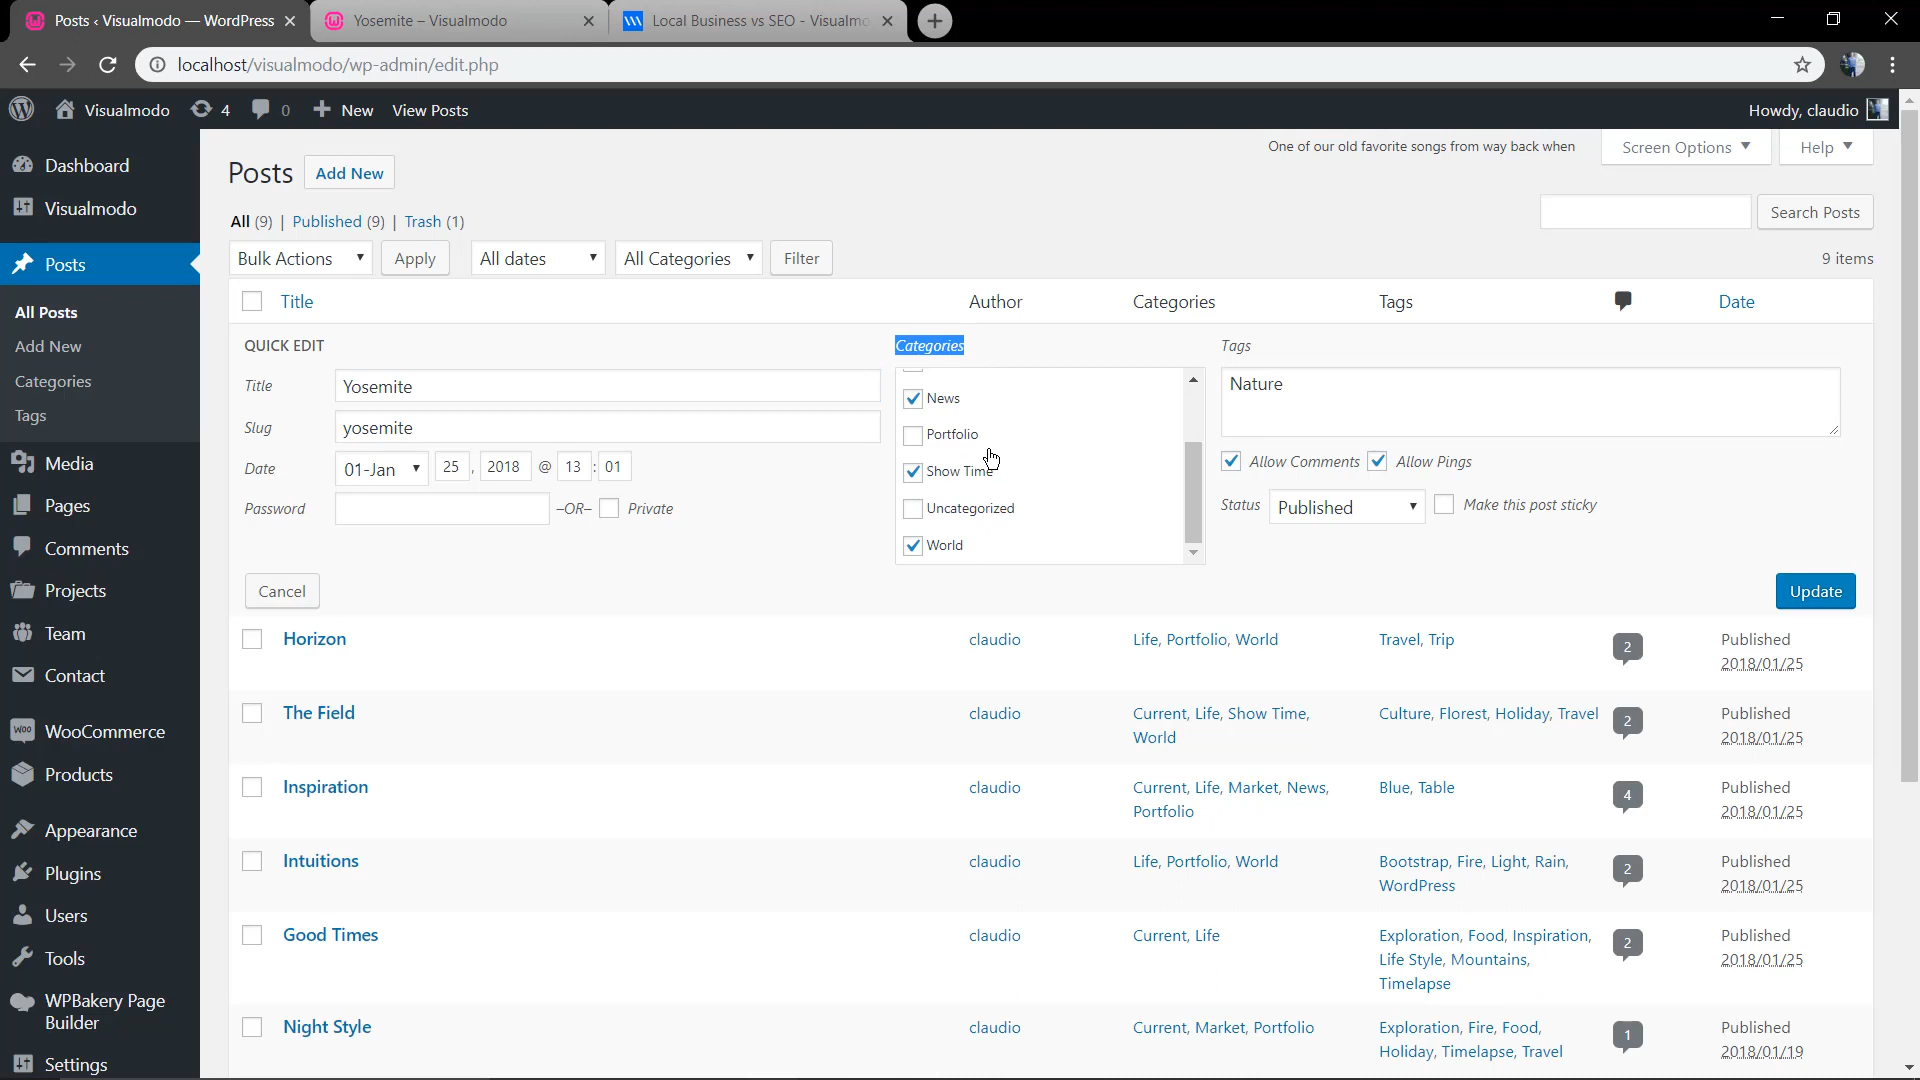 Posts ‹ Visualmodo — WordPress
Yosemite – Visualmodo
Local Business vs SEO - Visualmo
localhost/visualmodo/wp-admin/edit.php
Visualmodo 4 0 New View Posts Howdy, claudio
One of our old favorite songs from way back when
Screen Options Help
Dashboard
Visualmodo
Posts
All Posts
Add New
Categories
Tags
Media
Pages
Comments
Projects
Team
Contact
WooCommerce
Products
Appearance
Plugins
Users
Tools
WPBakery Page
Builder
Settings
Posts Add New
All (9) | Published (9) | Trash (1)
Search Posts
Bulk Actions Apply All dates All Categories Filter 9 items
Title Author Categories Tags Date
QUICK EDIT
Title Yosemite
Slug yosemite
Date 01-Jan 25 , 2018 @ 13 : 01
Password –OR– Private
Categories
News
Portfolio
Show Time
Uncategorized
World
Tags
Nature
Allow Comments Allow Pings
Status Published Make this post sticky
Cancel Update
Horizon claudio Life, Portfolio, World Travel, Trip 2 Published
2018/01/25
The Field claudio Current, Life, Show Time, Culture, Florest, Holiday, Travel 2 Published
World 2018/01/25
Inspiration claudio Current, Life, Market, News, Blue, Table 4 Published
Portfolio 2018/01/25
Intuitions claudio Life, Portfolio, World Bootstrap, Fire, Light, Rain, 2 Published
WordPress 2018/01/25
Good Times claudio Current, Life Exploration, Food, Inspiration, 2 Published
Life Style, Mountains, 2018/01/25
Timelapse
Night Style claudio Current, Market, Portfolio Exploration, Fire, Food, 1 Published
Holiday, Timelapse, Travel 2018/01/19